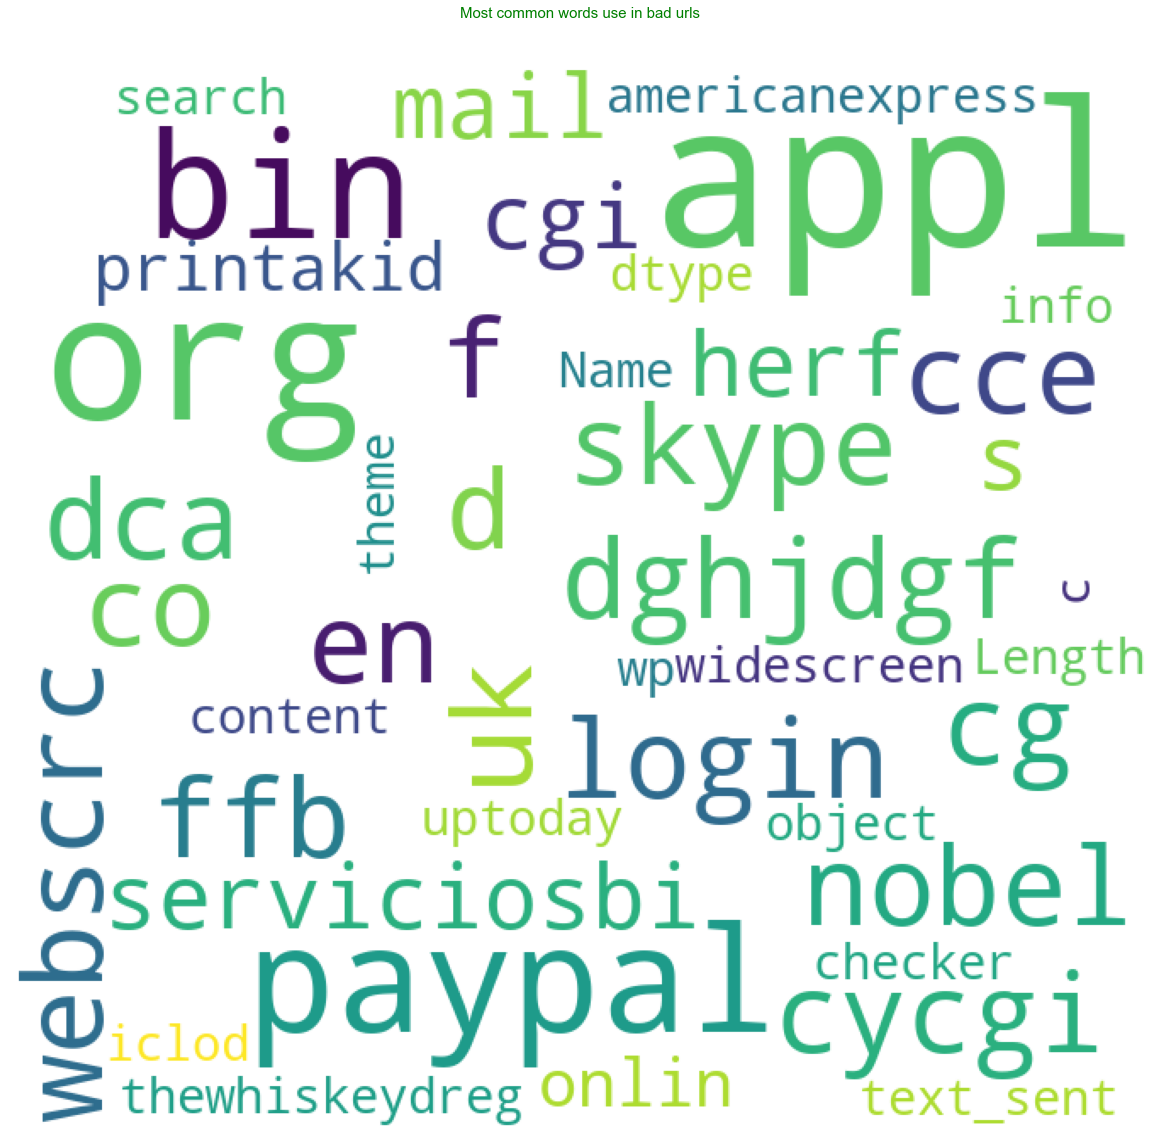 Most common words use in bad urls
search
mail
americanexpress
appl
bin
cgi
printakid
dtype
info
org
f
Name
herf
cce
skype
s
theme
dca
d
dghjdgf
c
co
en
uk
wp
widescreen
Length
webscrc
content
cg
login
ffb
uptoday
object
serviciosbi
nobel
paypal
checker
cycgi
iclod
onlin
thewhiskeydreg
text_sent